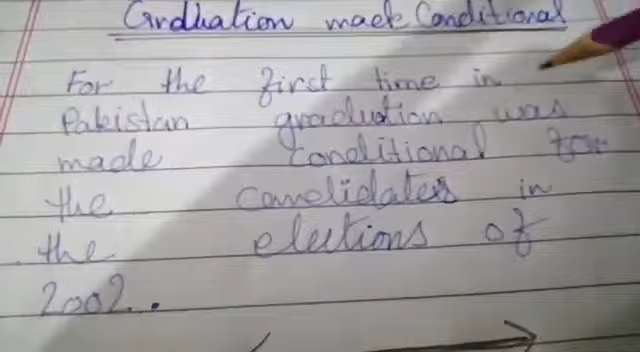 Graduation made Conditional
For the first time in
Pakistan graduation was
made conditional for
the candidates in
the elections of
2002.